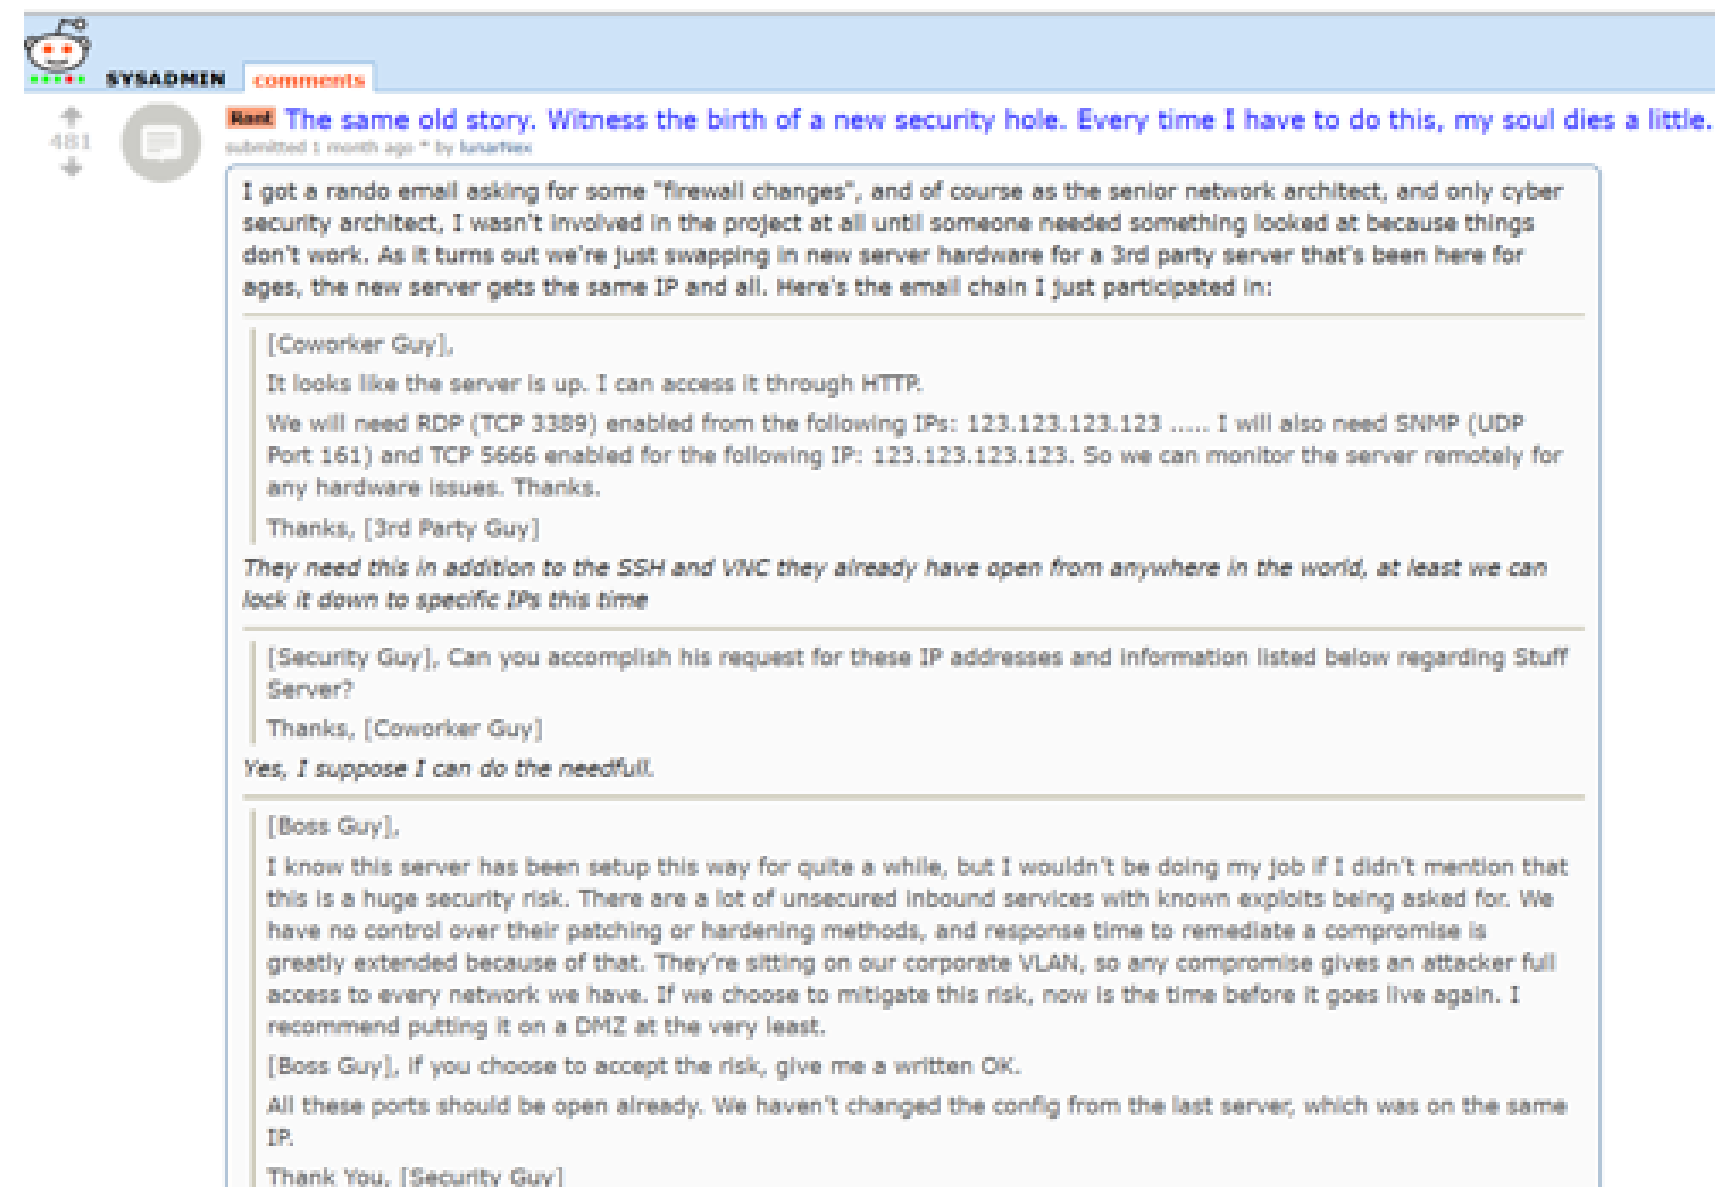 SYSADMIN comments
481
Rant The same old story. Witness the birth of a new security hole. Every time I have to do this, my soul dies a little.
submitted 1 month ago * by lunarNex
I got a rando email asking for some "firewall changes", and of course as the senior network architect, and only cyber
security architect, I wasn't involved in the project at all until someone needed something looked at because things
don't work. As it turns out we're just swapping in new server hardware for a 3rd party server that's been here for
ages, the new server gets the same IP and all. Here's the email chain I just participated in:
[Coworker Guy],
It looks like the server is up. I can access it through HTTP.
We will need RDP (TCP 3389) enabled from the following IPs: 123.123.123.123 ..... I will also need SNMP (UDP
Port 161) and TCP 5666 enabled for the following IP: 123.123.123.123. So we can monitor the server remotely for
any hardware issues. Thanks.
Thanks, [3rd Party Guy]
They need this in addition to the SSH and VNC they already have open from anywhere in the world, at least we can
lock it down to specific IPs this time
[Security Guy], Can you accomplish his request for these IP addresses and information listed below regarding Stuff
Server?
Thanks, [Coworker Guy]
Yes, I suppose I can do the needfull.
[Boss Guy],
I know this server has been setup this way for quite a while, but I wouldn't be doing my job if I didn't mention that
this is a huge security risk. There are a lot of unsecured inbound services with known exploits being asked for. We
have no control over their patching or hardening methods, and response time to remediate a compromise is
greatly extended because of that. They're sitting on our corporate VLAN, so any compromise gives an attacker full
access to every network we have. If we choose to mitigate this risk, now is the time before it goes live again. I
recommend putting it on a DMZ at the very least.
[Boss Guy], if you choose to accept the risk, give me a written OK.
All these ports should be open already. We haven't changed the config from the last server, which was on the same
IP.
Thank You, [Security Guy]